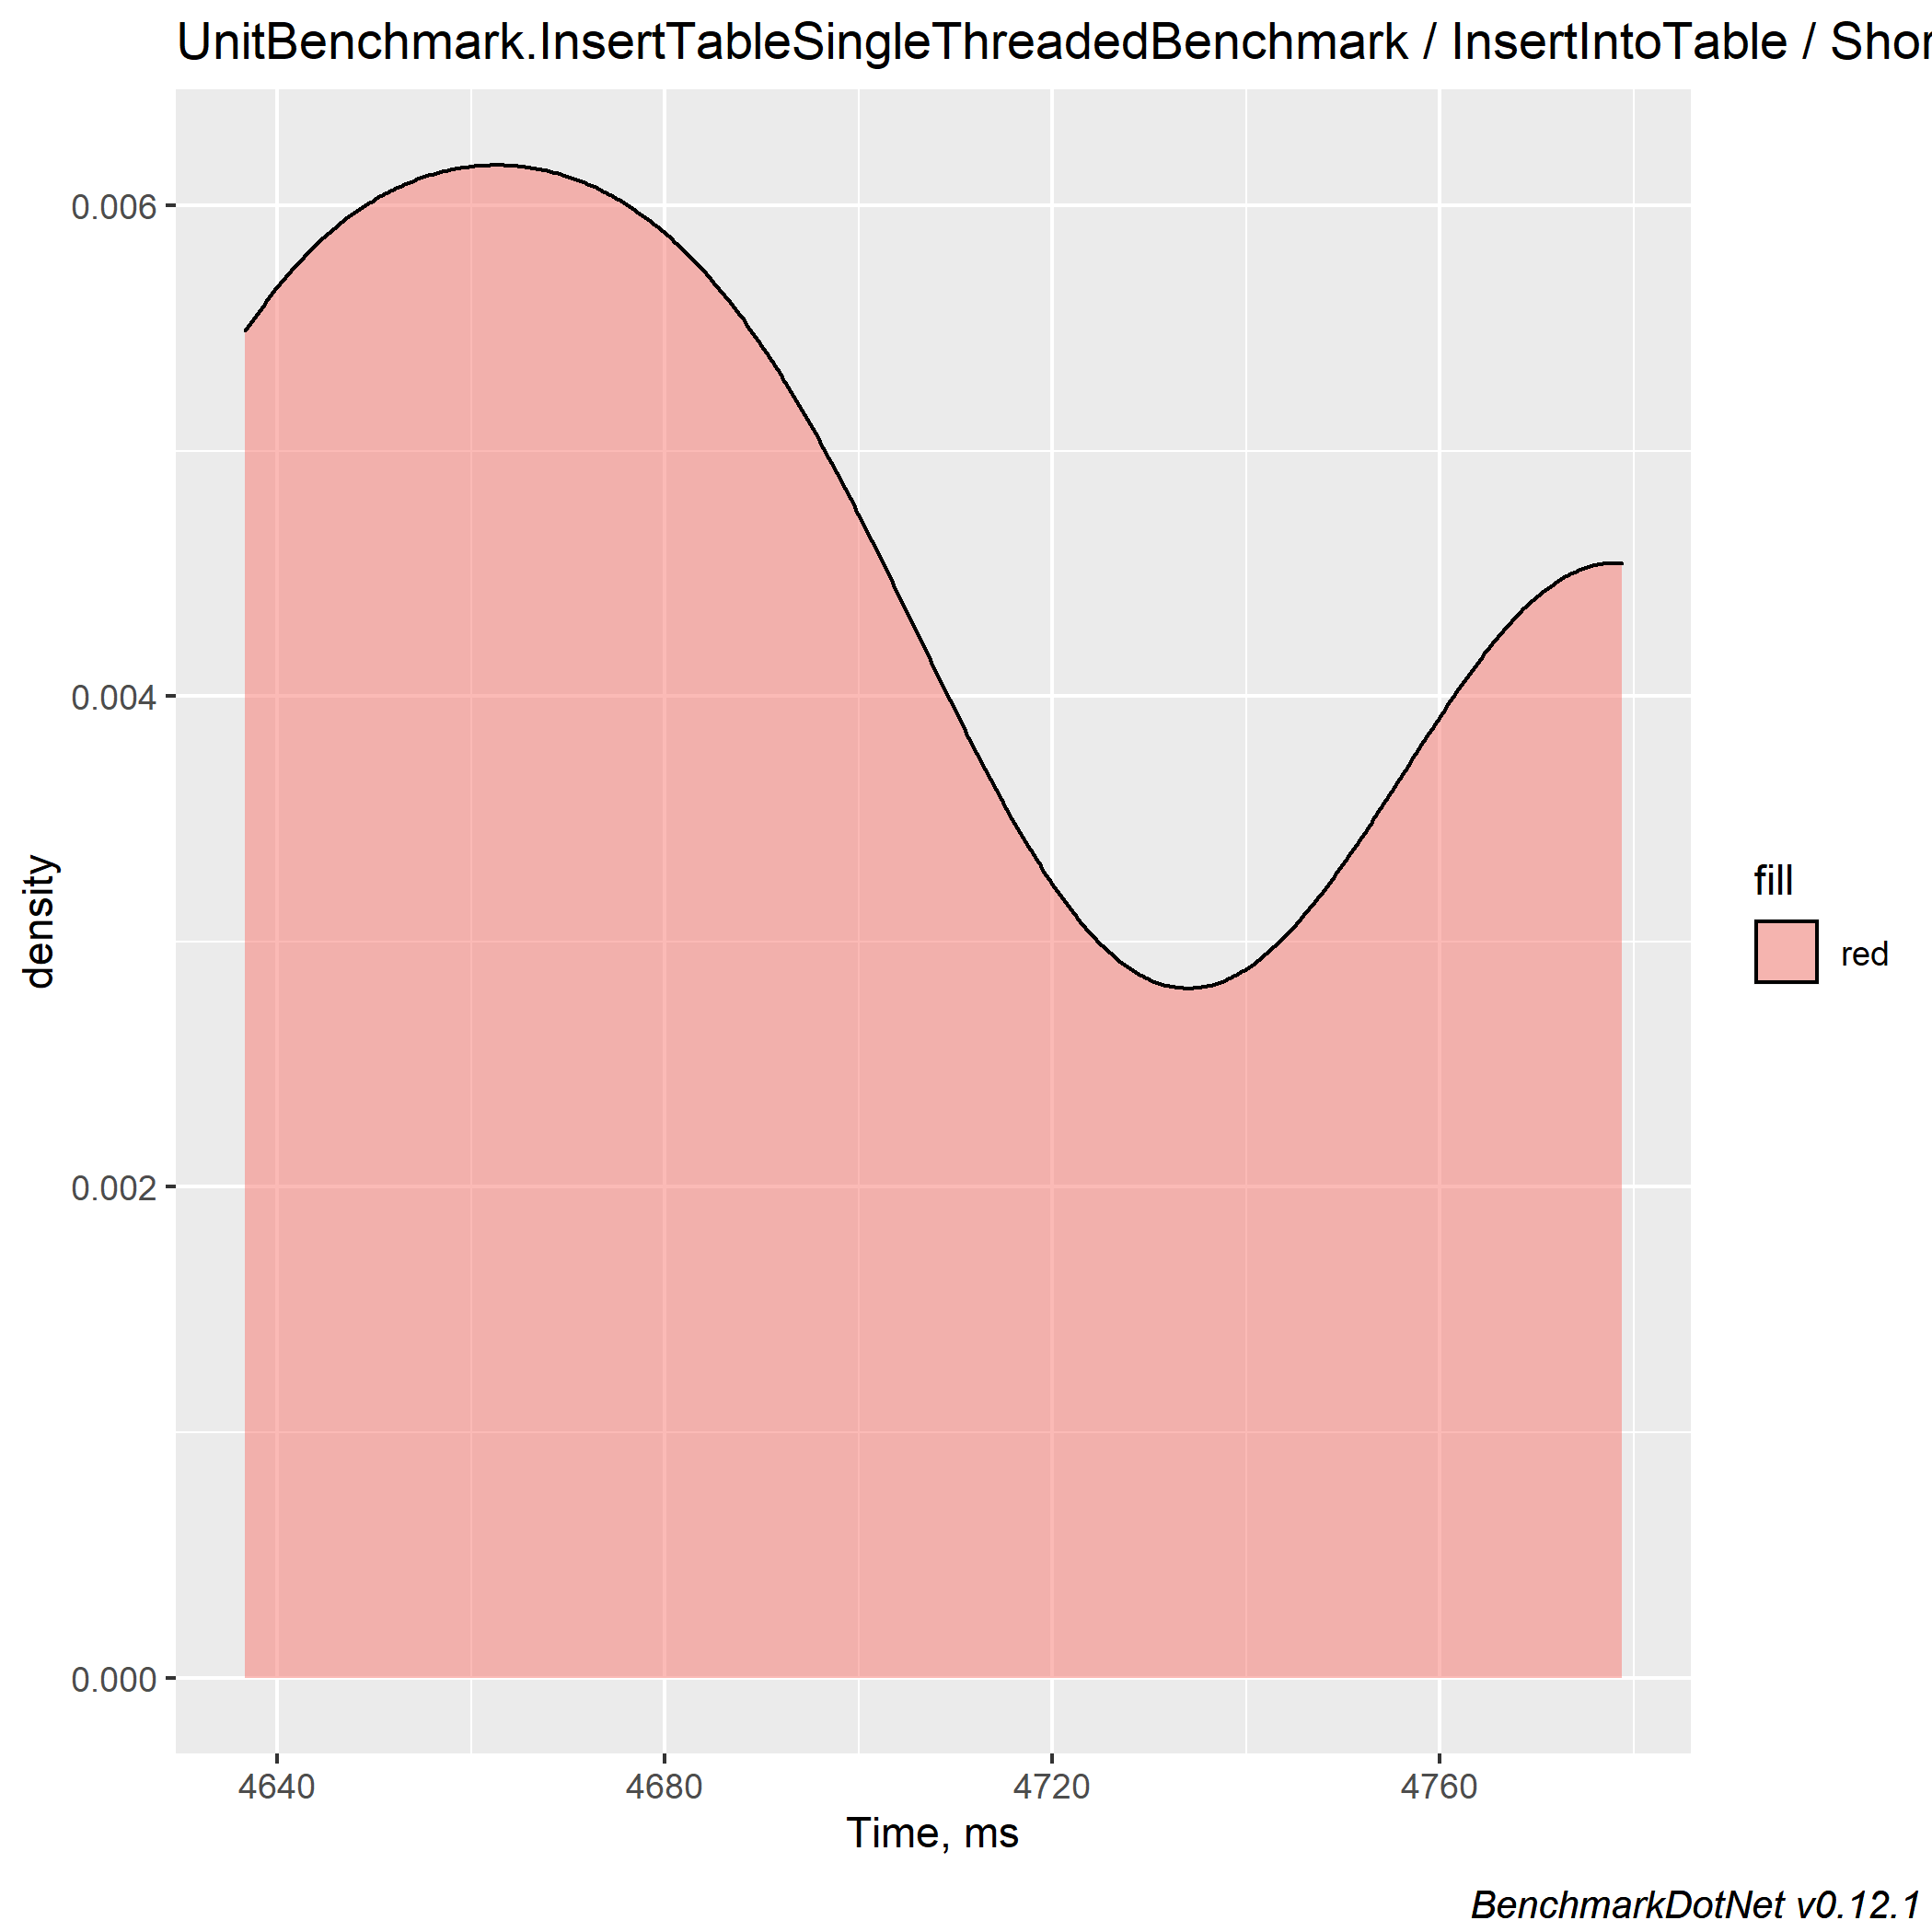 UnitBenchmark.InsertTableSingleThreadedBenchmark / InsertIntoTable / Shor
0.006
0.004
0.002
0.000
density
4640 4680 4720 4760
Time, ms
fill
red
BenchmarkDotNet v0.12.1